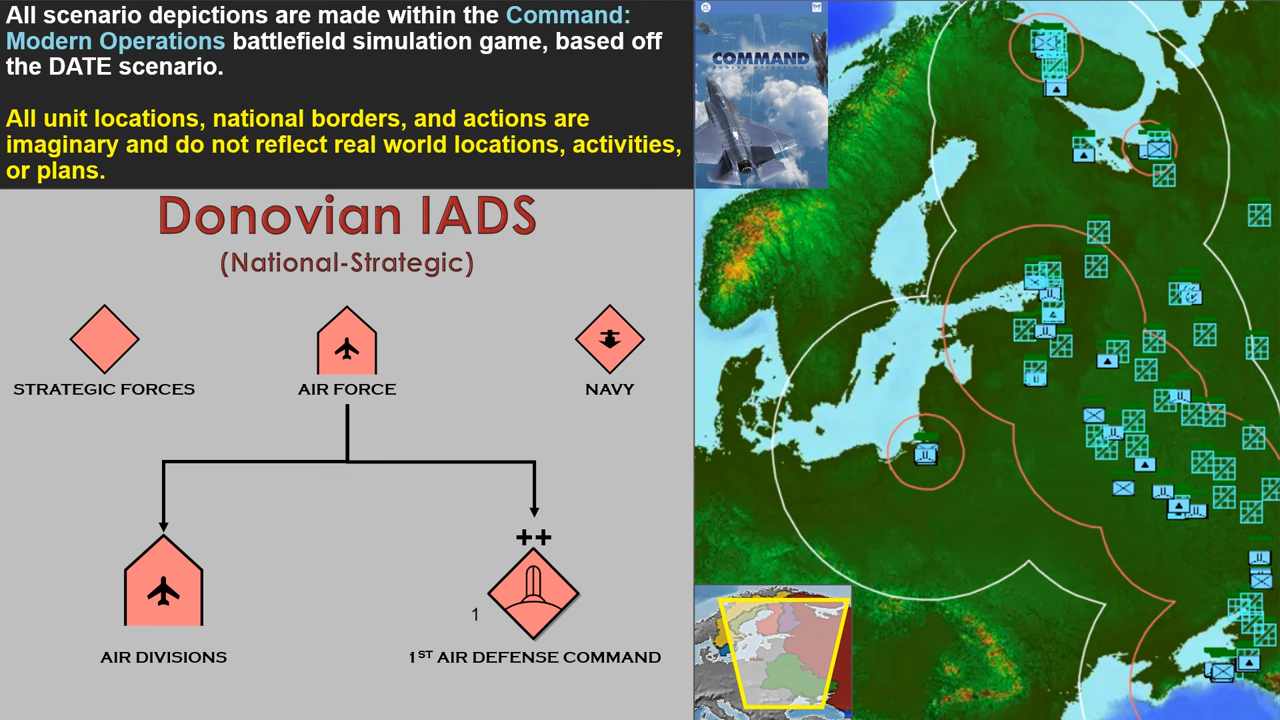 All scenario depictions are made within the Command:
Modern Operations battlefield simulation game, based off
the DATE scenario.
All unit locations, national borders, and actions are
imaginary and do not reflect real world locations, activities,
or plans.
COMMAND
MODERN OPERATIONS
Donovian IADS
(National-Strategic)
STRATEGIC FORCES
AIR FORCE
NAVY
++
1
AIR DIVISIONS
1ST AIR DEFENSE COMMAND